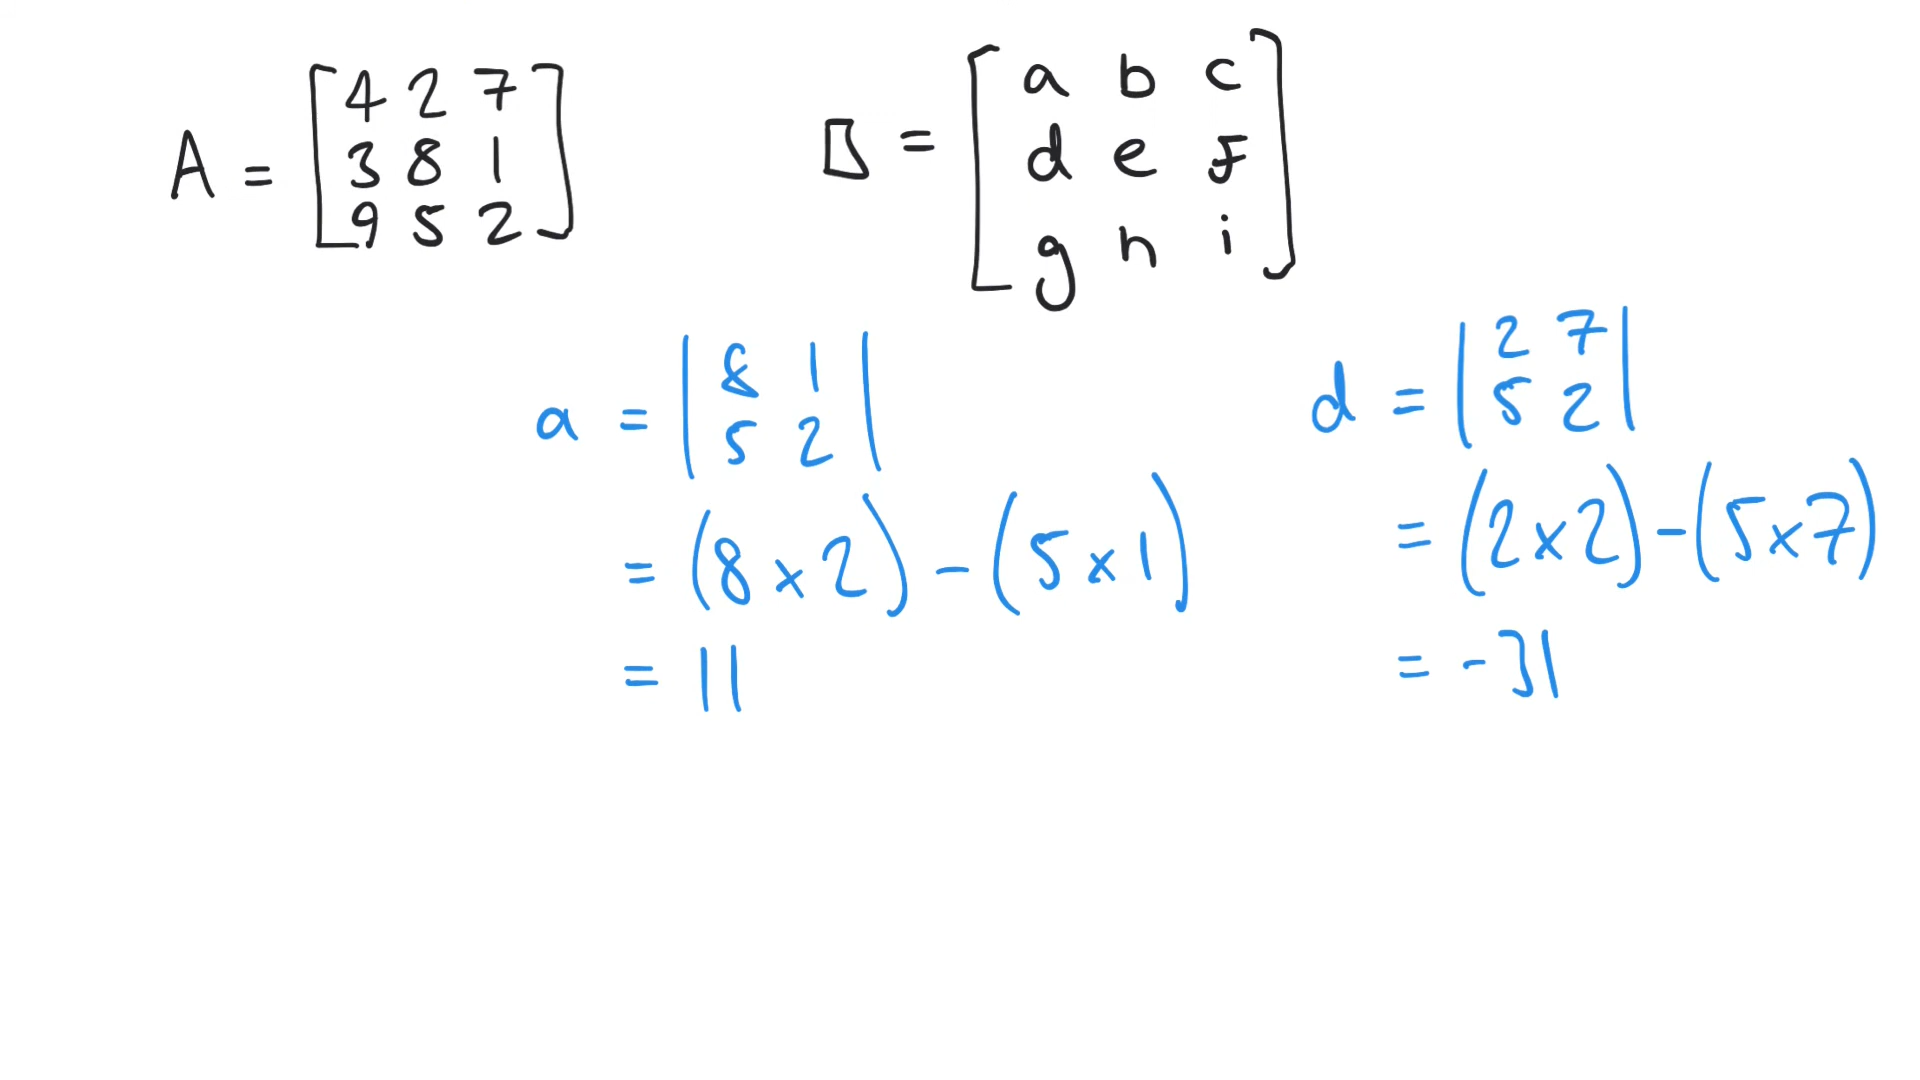 A = [4 2 7
3 8 1
9 5 2]
B = [a b c
d e f
g h i]
a = |8 1
5 2|
= (8 x 2) - (5 x 1)
= 11
d = |2 7
5 2|
= (2 x 2) - (5 x 7)
= -31